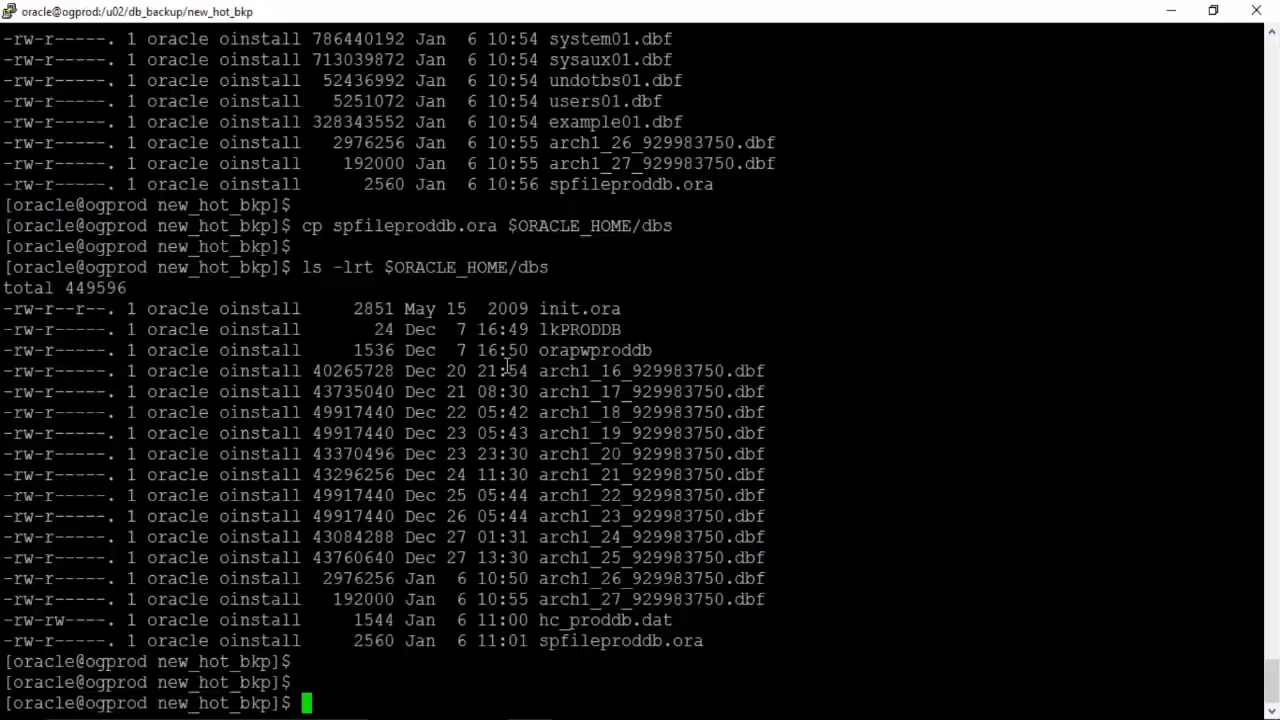 oracle@ogprod:/u02/db_backup/new_hot_bkp
-rw-r-----. 1 oracle oinstall 786440192 Jan  6 10:54 system01.dbf
-rw-r-----. 1 oracle oinstall 713039872 Jan  6 10:54 sysaux01.dbf
-rw-r-----. 1 oracle oinstall  52436992 Jan  6 10:54 undotbs01.dbf
-rw-r-----. 1 oracle oinstall   5251072 Jan  6 10:54 users01.dbf
-rw-r-----. 1 oracle oinstall 328343552 Jan  6 10:54 example01.dbf
-rw-r-----. 1 oracle oinstall   2976256 Jan  6 10:55 arch1_26_929983750.dbf
-rw-r-----. 1 oracle oinstall    192000 Jan  6 10:55 arch1_27_929983750.dbf
-rw-r-----. 1 oracle oinstall      2560 Jan  6 10:56 spfileproddb.ora
[oracle@ogprod new_hot_bkp]$
[oracle@ogprod new_hot_bkp]$ cp spfileproddb.ora $ORACLE_HOME/dbs
[oracle@ogprod new_hot_bkp]$
[oracle@ogprod new_hot_bkp]$ ls -lrt $ORACLE_HOME/dbs
total 449596
-rw-r--r--. 1 oracle oinstall     2851 May 15  2009 init.ora
-rw-r-----. 1 oracle oinstall       24 Dec  7 16:49 lkPRODDB
-rw-r-----. 1 oracle oinstall     1536 Dec  7 16:50 orapwproddb
-rw-r-----. 1 oracle oinstall 40265728 Dec 20 21:54 arch1_16_929983750.dbf
-rw-r-----. 1 oracle oinstall 43735040 Dec 21 08:30 arch1_17_929983750.dbf
-rw-r-----. 1 oracle oinstall 49917440 Dec 22 05:42 arch1_18_929983750.dbf
-rw-r-----. 1 oracle oinstall 49917440 Dec 23 05:43 arch1_19_929983750.dbf
-rw-r-----. 1 oracle oinstall 43370496 Dec 23 23:30 arch1_20_929983750.dbf
-rw-r-----. 1 oracle oinstall 43296256 Dec 24 11:30 arch1_21_929983750.dbf
-rw-r-----. 1 oracle oinstall 49917440 Dec 25 05:44 arch1_22_929983750.dbf
-rw-r-----. 1 oracle oinstall 49917440 Dec 26 05:44 arch1_23_929983750.dbf
-rw-r-----. 1 oracle oinstall 43084288 Dec 27 01:31 arch1_24_929983750.dbf
-rw-r-----. 1 oracle oinstall 43760640 Dec 27 13:30 arch1_25_929983750.dbf
-rw-r-----. 1 oracle oinstall  2976256 Jan  6 10:50 arch1_26_929983750.dbf
-rw-r-----. 1 oracle oinstall   192000 Jan  6 10:55 arch1_27_929983750.dbf
-rw-rw----. 1 oracle oinstall     1544 Jan  6 11:00 hc_proddb.dat
-rw-r-----. 1 oracle oinstall     2560 Jan  6 11:01 spfileproddb.ora
[oracle@ogprod new_hot_bkp]$
[oracle@ogprod new_hot_bkp]$
[oracle@ogprod new_hot_bkp]$